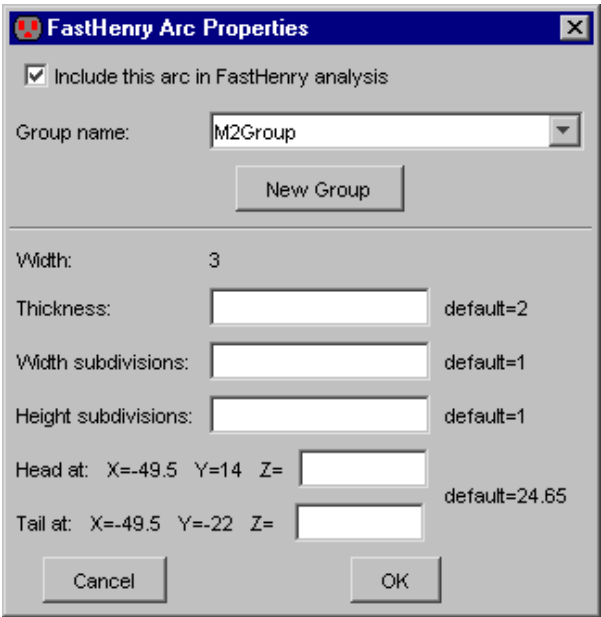 FastHenry Arc Properties
Include this arc in FastHenry analysis
Group name: M2Group
New Group
Width: 3
Thickness: default=2
Width subdivisions: default=1
Height subdivisions: default=1
Head at: X=-49.5 Y=14 Z=
default=24.65
Tail at: X=-49.5 Y=-22 Z=
Cancel OK